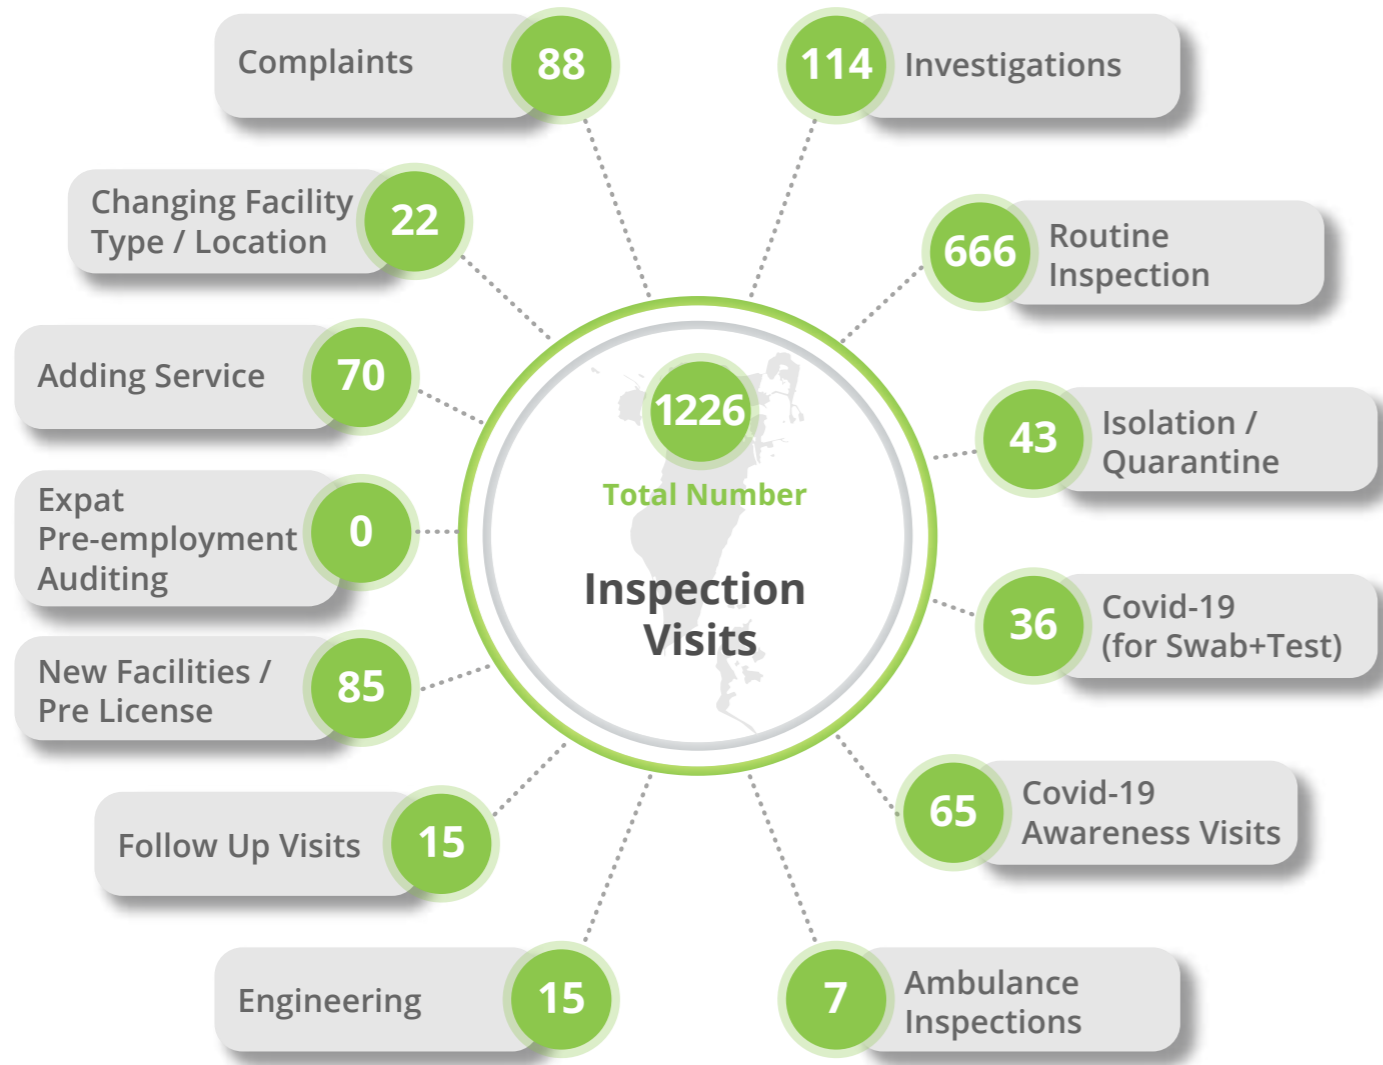 Complaints
88
114
Investigations
Changing Facility
Type / Location
22
666
Routine
Inspection
Adding Service
70
1226
Total Number
Inspection
Visits
43
Isolation /
Quarantine
Expat
Pre-employment
Auditing
0
36
Covid-19
(for Swab+Test)
New Facilities /
Pre License
85
65
Covid-19
Awareness Visits
Follow Up Visits
15
Engineering
15
7
Ambulance
Inspections